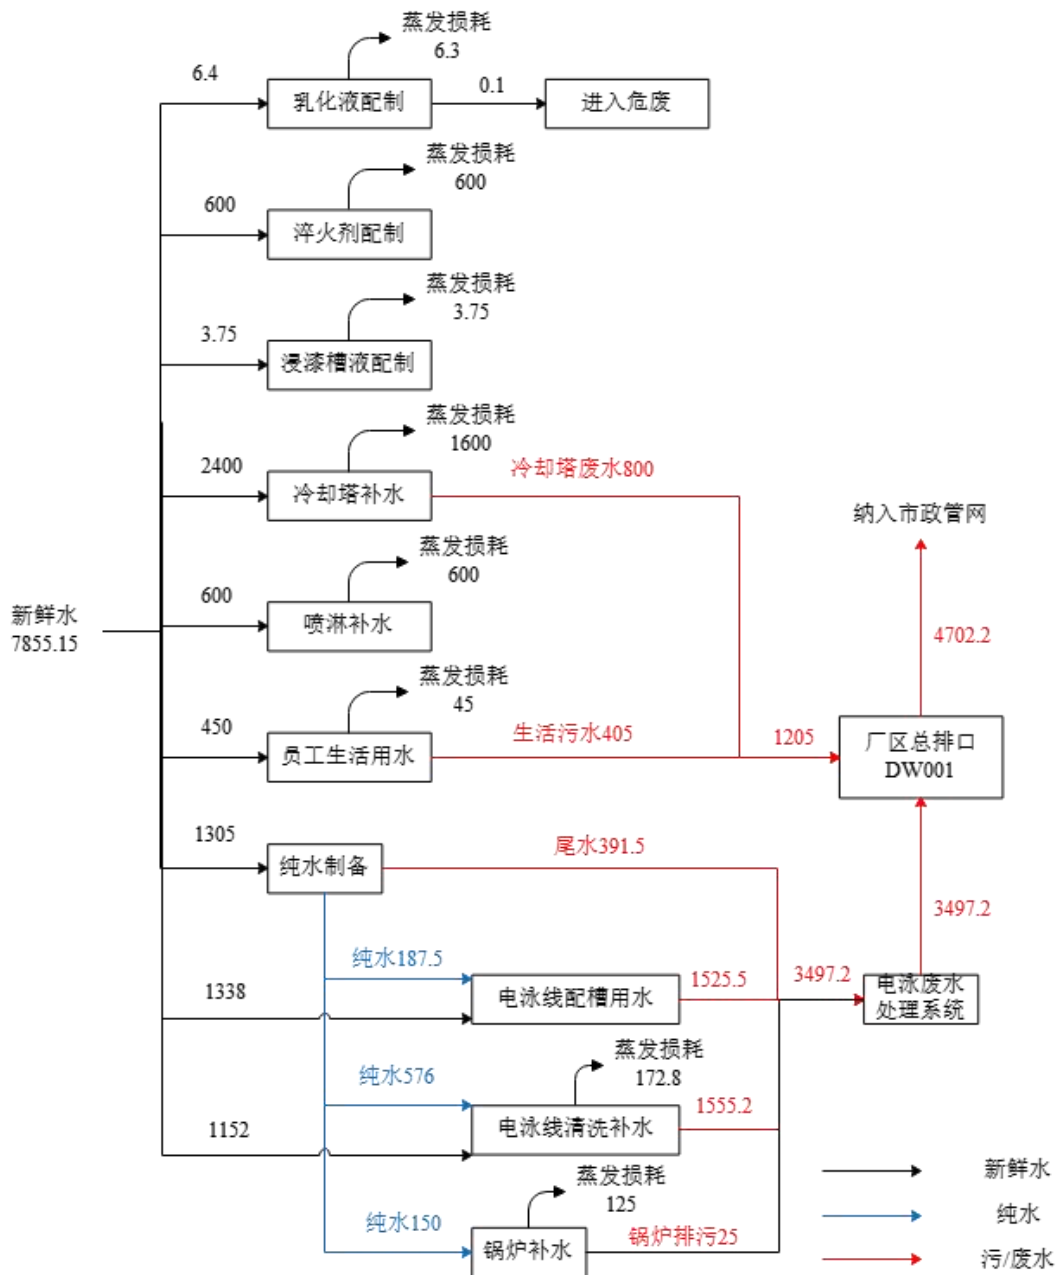 蒸发损耗
6.3
6.4
乳化液配制
0.1
进入危废
蒸发损耗
600
600
淬火剂配制
蒸发损耗
3.75
3.75
浸漆槽液配制
蒸发损耗
1600
2400
冷却塔补水
冷却塔废水800
纳入市政管网
蒸发损耗
600
600
喷淋补水
新鲜水
7855.15
4702.2
蒸发损耗
45
450
员工生活用水
生活污水405
1205
厂区总排口
DW001
1305
纯水制备
尾水391.5
3497.2
纯水187.5
1338
电泳线配槽用水
1525.5
3497.2
电泳废水
处理系统
蒸发损耗
172.8
纯水576
1152
电泳线清洗补水
1555.2
蒸发损耗
125
纯水150
锅炉补水
锅炉排污25
新鲜水
纯水
污/废水